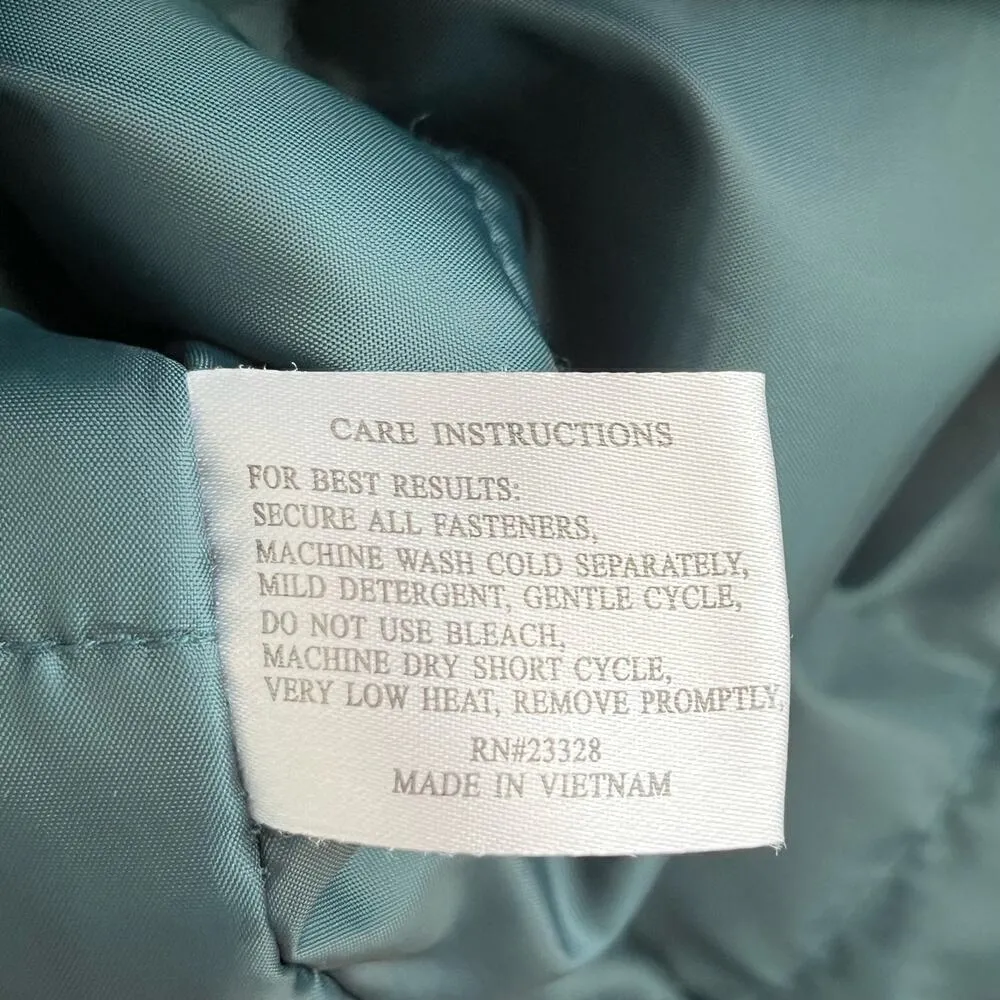 CARE INSTRUCTIONS
FOR BEST RESULTS:
SECURE ALL FASTENERS,
MACHINE WASH COLD SEPARATELY,
MILD DETERGENT, GENTLE CYCLE,
DO NOT USE BLEACH,
MACHINE DRY SHORT CYCLE,
VERY LOW HEAT, REMOVE PROMPTLY,
RN#23328
MADE IN VIETNAM